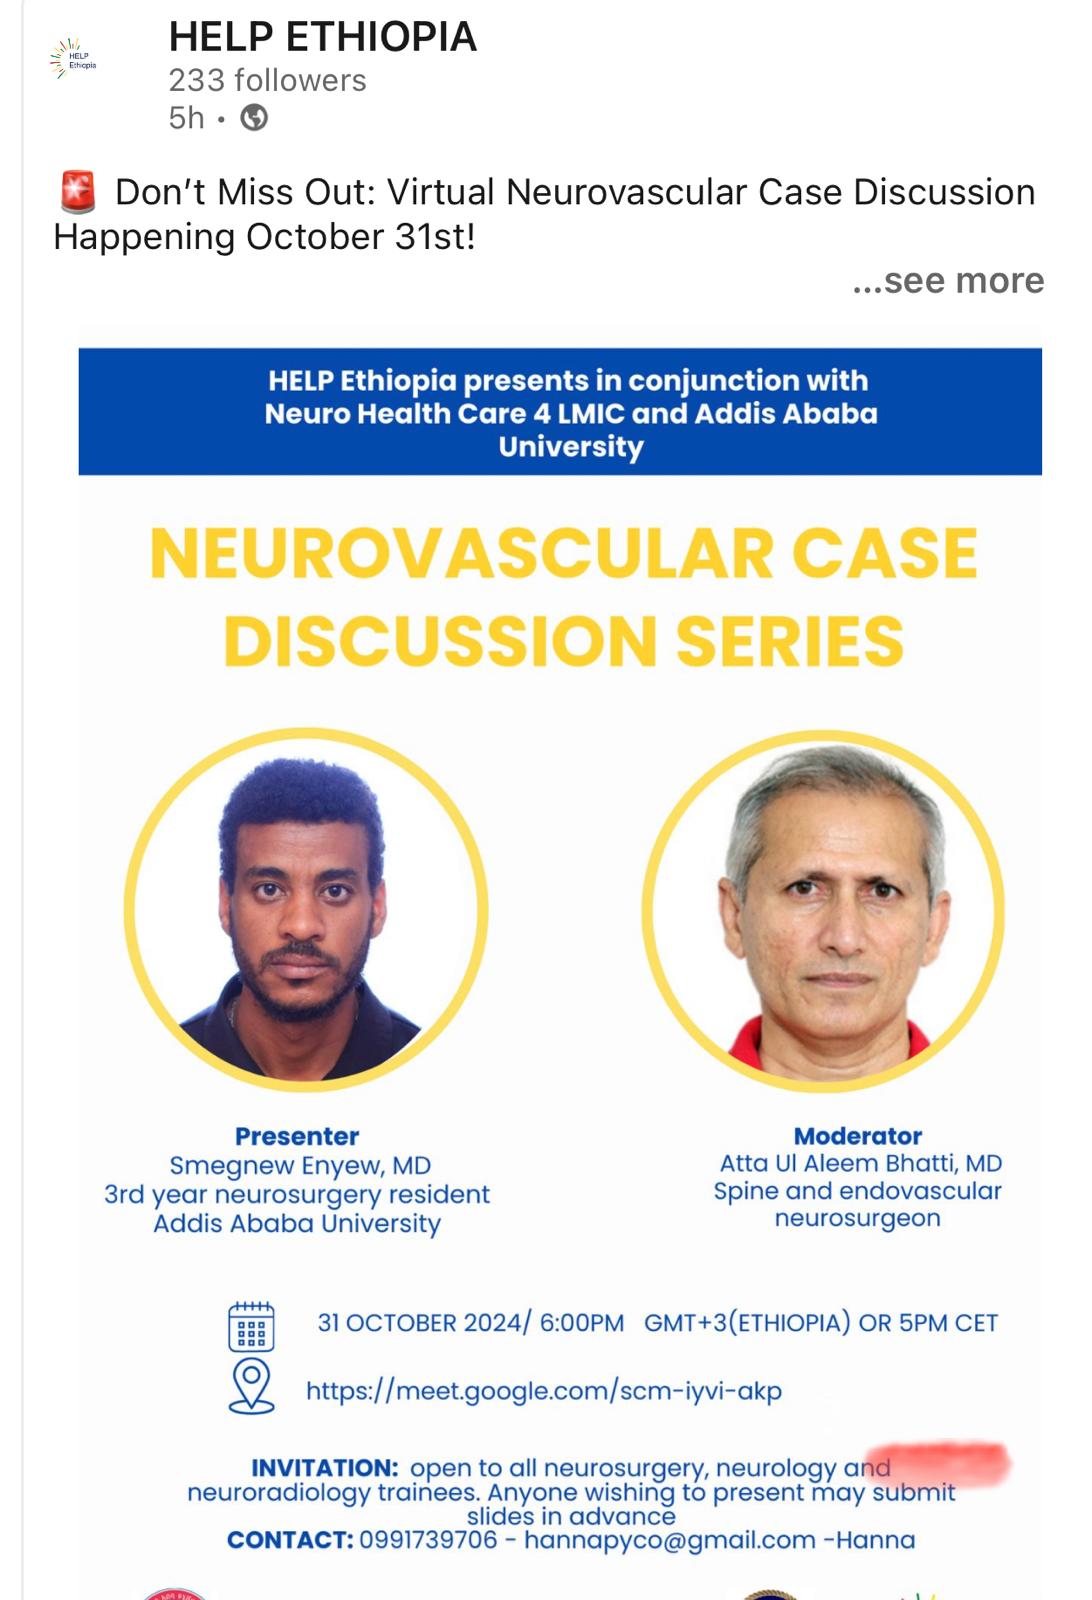 HELP
Ethiopia
HELP ETHIOPIA
233 followers
5h •
Don’t Miss Out: Virtual Neurovascular Case Discussion
Happening October 31st!
...see more
HELP Ethiopia presents in conjunction with
Neuro Health Care 4 LMIC and Addis Ababa
University
NEUROVASCULAR CASE
DISCUSSION SERIES
Presenter
Smegnew Enyew, MD
3rd year neurosurgery resident
Addis Ababa University
Moderator
Atta Ul Aleem Bhatti, MD
Spine and endovascular
neurosurgeon
31 OCTOBER 2024/ 6:00PM GMT+3(ETHIOPIA) OR 5PM CET
https://meet.google.com/scm-iyvi-akp
INVITATION: open to all neurosurgery, neurology and
neuroradiology trainees. Anyone wishing to present may submit
slides in advance
CONTACT: 0991739706 - hannapyco@gmail.com -Hanna